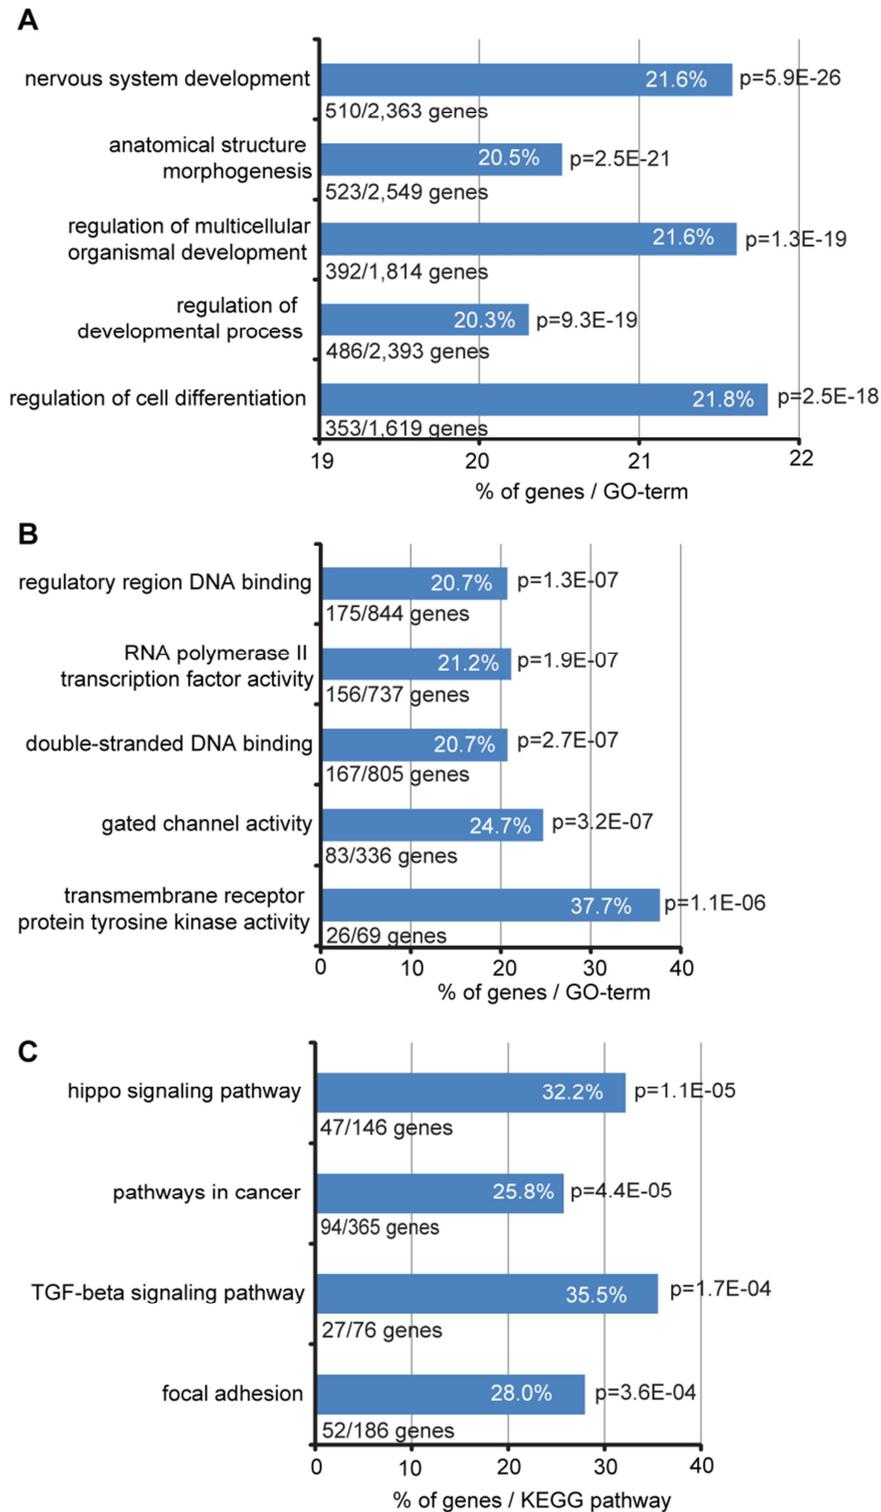 A
nervous system development
21.6%
p=5.9E-26
510/2,363 genes
anatomical structure
morphogenesis
20.5%
p=2.5E-21
523/2,549 genes
regulation of multicellular
organismal development
21.6%
p=1.3E-19
392/1,814 genes
regulation of
developmental process
20.3%
p=9.3E-19
486/2,393 genes
regulation of cell differentiation
21.8%
p=2.5E-18
353/1,619 genes
19 20 21 22
% of genes / GO-term
B
regulatory region DNA binding
20.7%
p=1.3E-07
175/844 genes
RNA polymerase II
transcription factor activity
21.2%
p=1.9E-07
156/737 genes
double-stranded DNA binding
20.7%
p=2.7E-07
167/805 genes
gated channel activity
24.7%
p=3.2E-07
83/336 genes
transmembrane receptor
protein tyrosine kinase activity
37.7%
p=1.1E-06
26/69 genes
0 10 20 30 40
% of genes / GO-term
C
hippo signaling pathway
32.2%
p=1.1E-05
47/146 genes
pathways in cancer
25.8%
p=4.4E-05
94/365 genes
TGF-beta signaling pathway
35.5%
p=1.7E-04
27/76 genes
focal adhesion
28.0%
p=3.6E-04
52/186 genes
0 10 20 30 40
% of genes / KEGG pathway